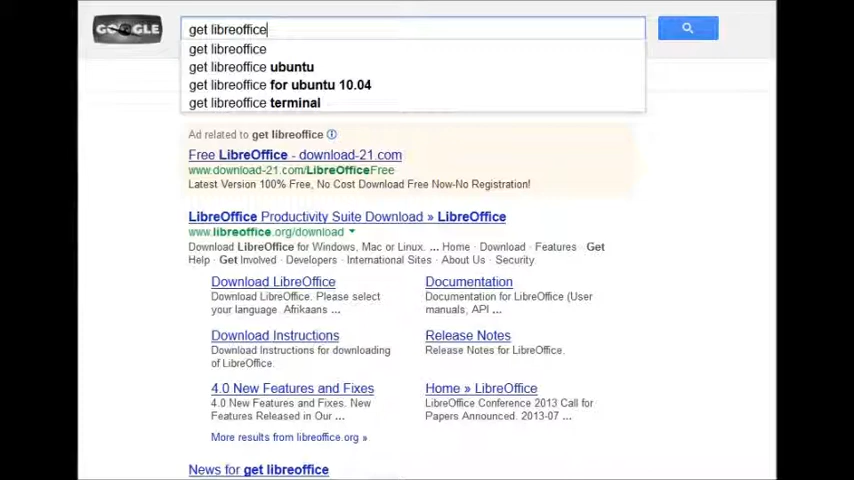 GOOGLE
get libreoffice
get libreoffice
get libreoffice ubuntu
get libreoffice for ubuntu 10.04
get libreoffice terminal
Ad related to get libreoffice
Free LibreOffice - download-21.com
www.download-21.com/LibreOffice.Free
Latest Version 100% Free, No Cost Download Free Now-No Registration!
LibreOffice Productivity Suite Download » LibreOffice
www.libreoffice.org/download
Download LibreOffice for Windows, Mac or Linux. ... Home · Download · Features · Get
Help · Get Involved · Developers · International Sites · About Us · Security
Download LibreOffice
Download LibreOffice. Please select
your language. Afrikaans ...
Documentation
Documentation for LibreOffice (User
manuals, API ...
Download Instructions
Download Instructions for downloading
of LibreOffice.
Release Notes
Release Notes for LibreOffice.
4.0 New Features and Fixes
4.0 New Features and Fixes. New
Features Released in Our ...
Home » LibreOffice
LibreOffice Conference 2013 Call for
Papers Announced. 2013-07 ...
More results from libreoffice.org »
News for get libreoffice